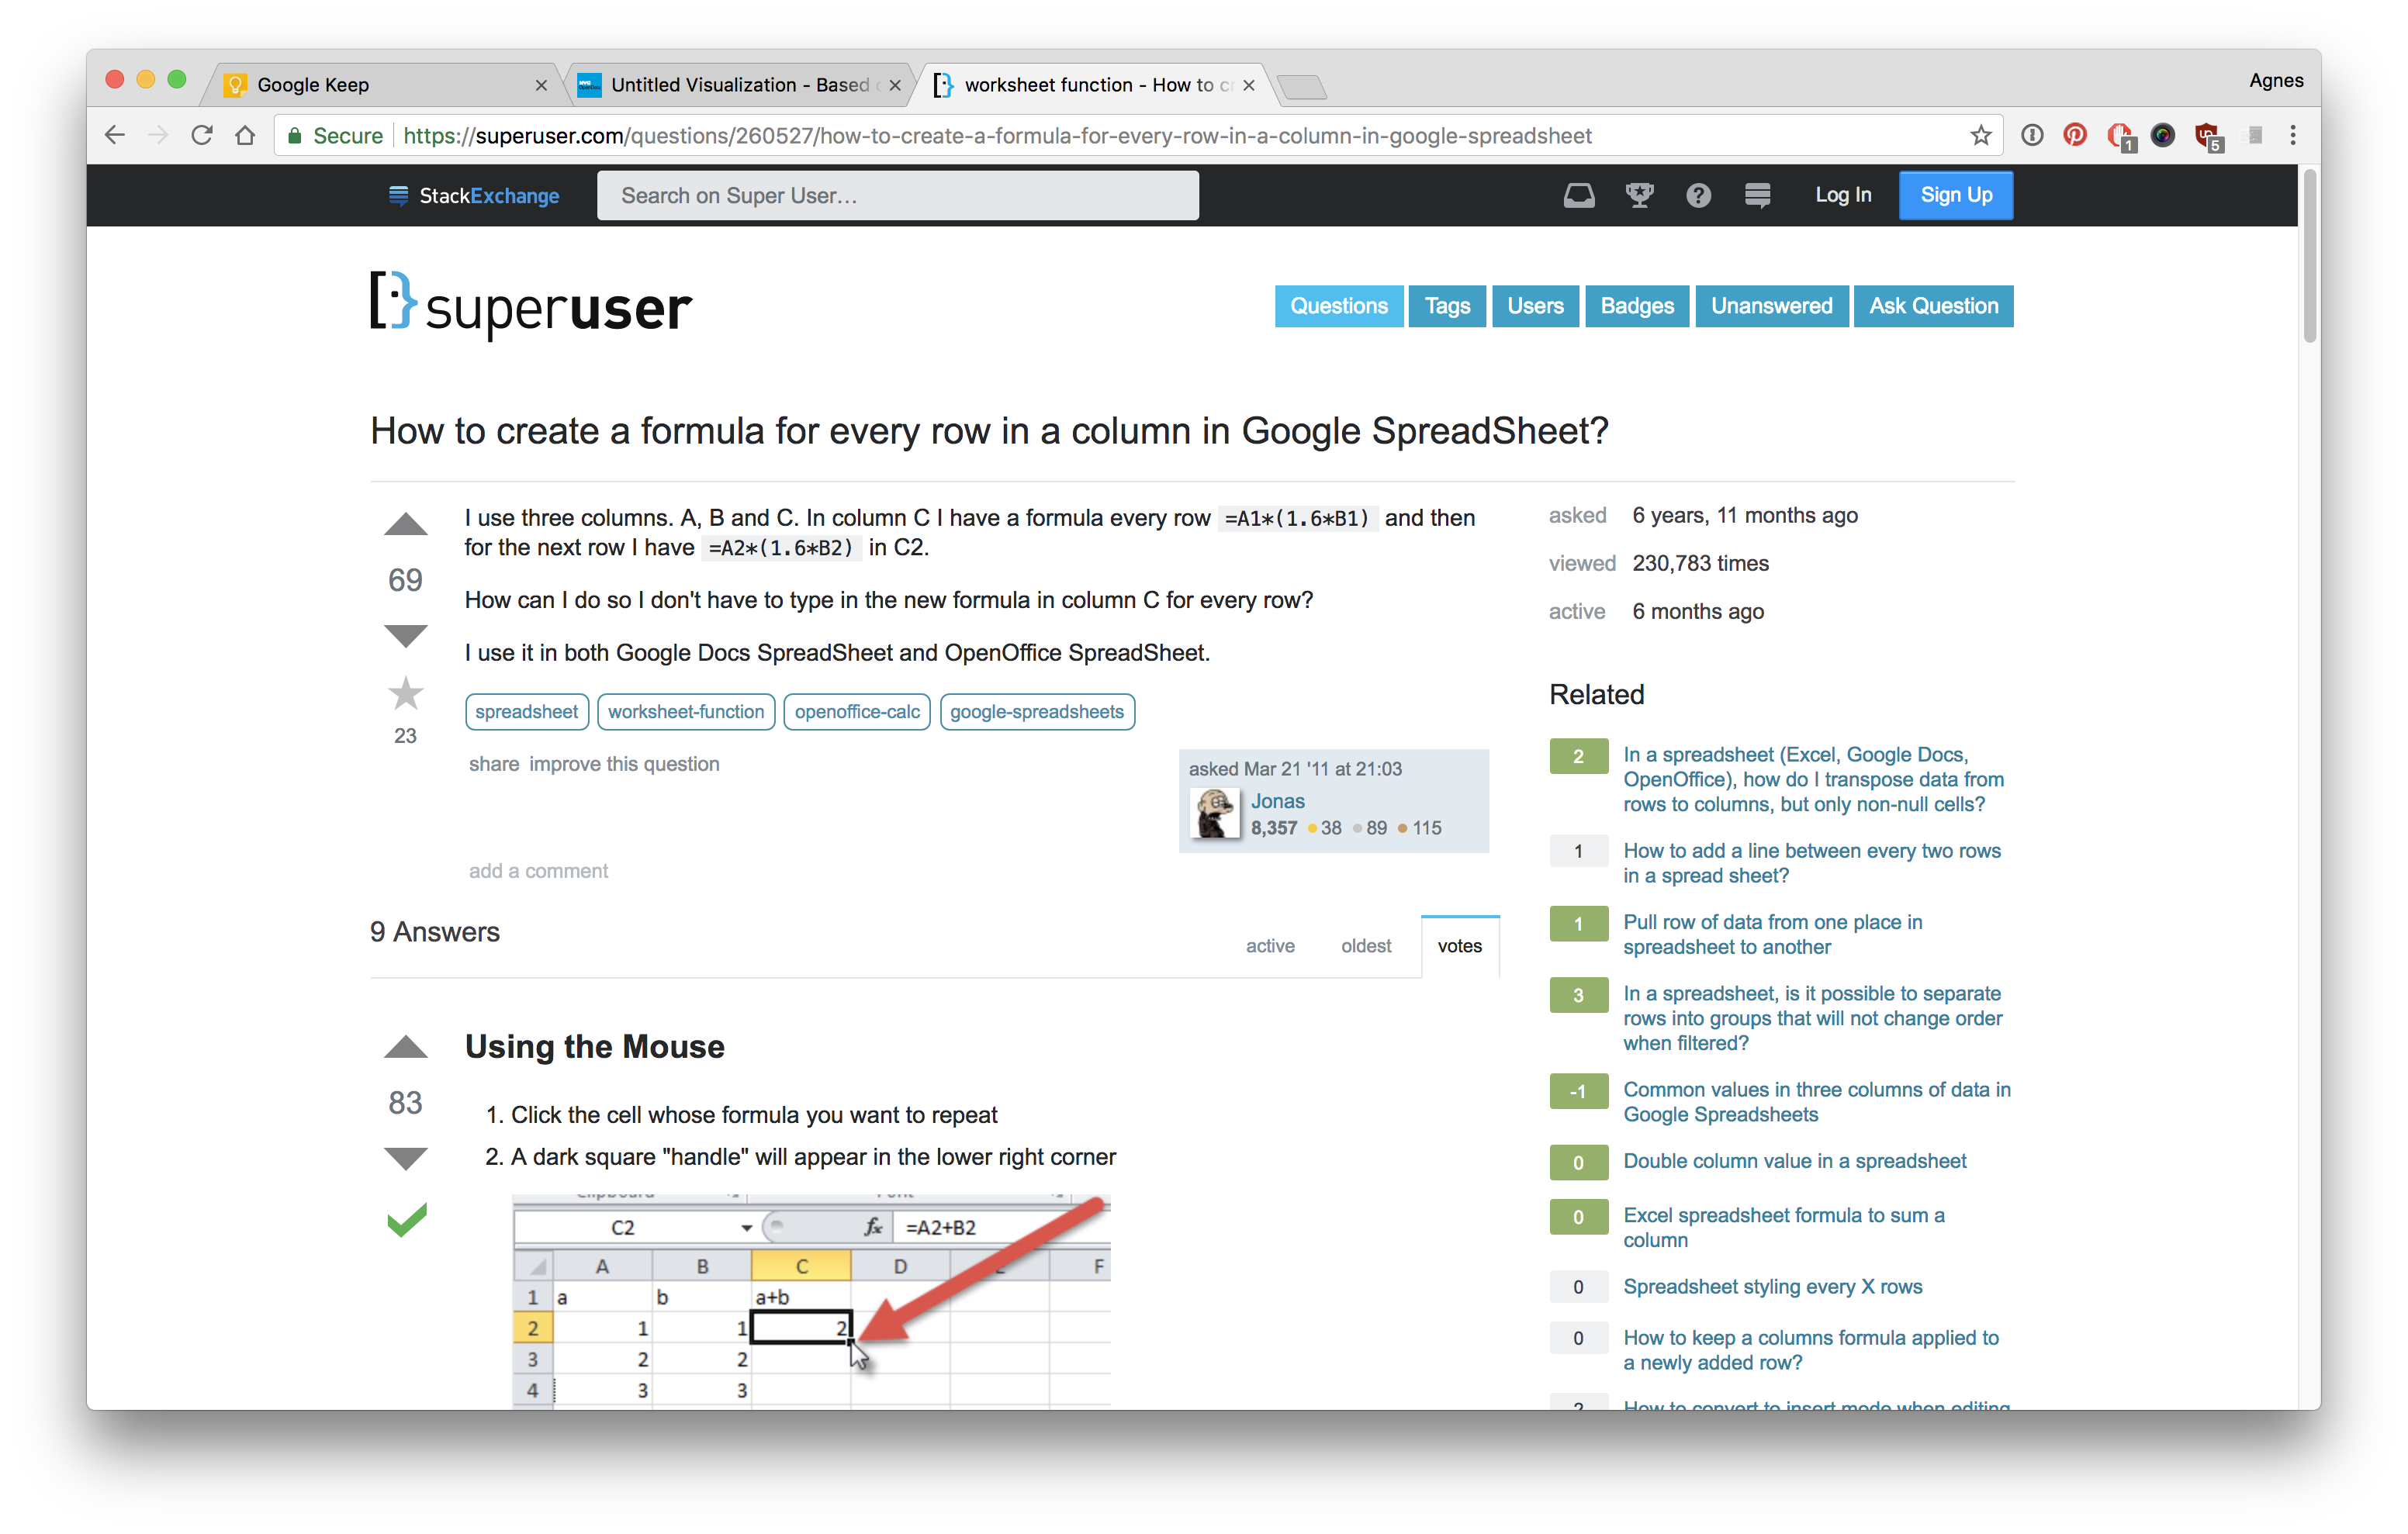 Google Keep
Untitled Visualization - Based
worksheet function - How to cr
Agnes
Secure https://superuser.com/questions/260527/how-to-create-a-formula-for-every-row-in-a-column-in-google-spreadsheet
1
5
StackExchange
Search on Super User…
Log In
Sign Up
superuser
Questions
Tags
Users
Badges
Unanswered
Ask Question
How to create a formula for every row in a column in Google SpreadSheet?
69
23
I use three columns. A, B and C. In column C I have a formula every row =A1*(1.6*B1) and then
for the next row I have =A2*(1.6*B2) in C2.
How can I do so I don't have to type in the new formula in column C for every row?
I use it in both Google Docs SpreadSheet and OpenOffice SpreadSheet.
spreadsheet worksheet-function openoffice-calc google-spreadsheets
share improve this question
asked Mar 21 '11 at 21:03
Jonas
8,357 38 89 115
add a comment
asked 6 years, 11 months ago
viewed 230,783 times
active 6 months ago
9 Answers
active oldest votes
83
Using the Mouse
1. Click the cell whose formula you want to repeat
2. A dark square "handle" will appear in the lower right corner
C2 fx =A2+B2
A B C D F
1 a b a+b
2 1 1 2
3 2 2
4 3 3
Related
2 In a spreadsheet (Excel, Google Docs,
OpenOffice), how do I transpose data from
rows to columns, but only non-null cells?
1 How to add a line between every two rows
in a spread sheet?
1 Pull row of data from one place in
spreadsheet to another
3 In a spreadsheet, is it possible to separate
rows into groups that will not change order
when filtered?
-1 Common values in three columns of data in
Google Spreadsheets
0 Double column value in a spreadsheet
0 Excel spreadsheet formula to sum a
column
0 Spreadsheet styling every X rows
0 How to keep a columns formula applied to
a newly added row?
2 How to convert to insert mode when editing